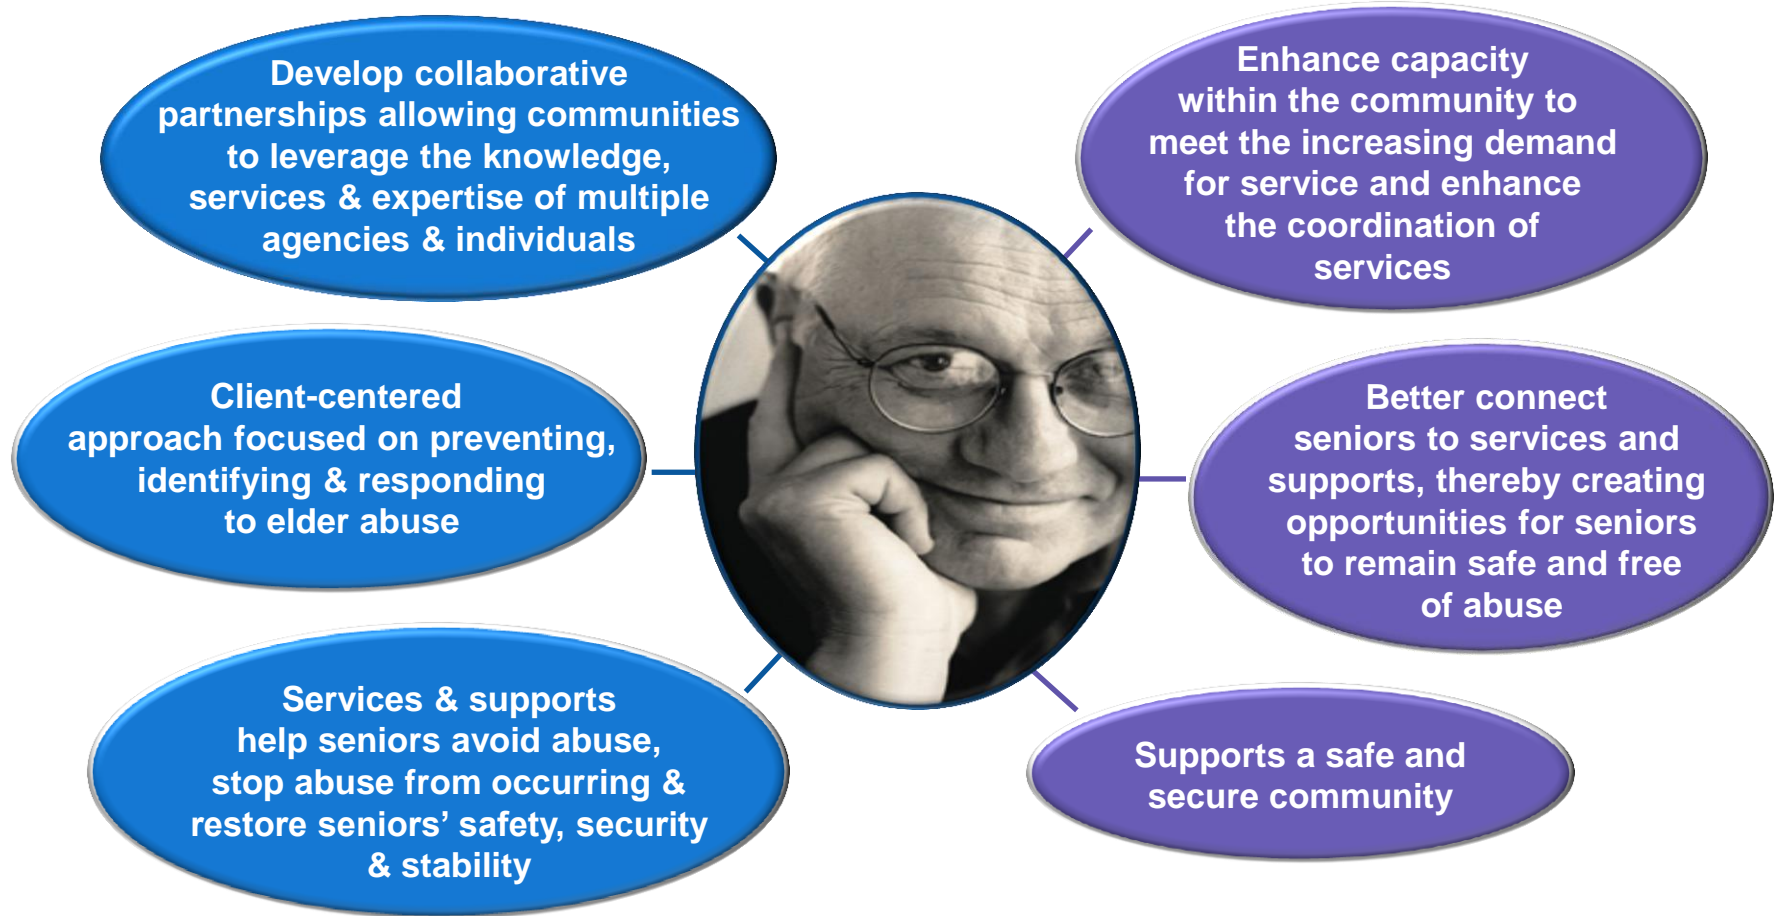 Develop collaborative
partnerships allowing communities
to leverage the knowledge,
services & expertise of multiple
agencies & individuals
Client-centered
approach focused on preventing,
identifying & responding
to elder abuse
Services & supports
help seniors avoid abuse,
stop abuse from occurring &
restore seniors’ safety, security
& stability
Enhance capacity
within the community to
meet the increasing demand
for service and enhance
the coordination of
services
Better connect
seniors to services and
supports, thereby creating
opportunities for seniors
to remain safe and free
of abuse
Supports a safe and
secure community